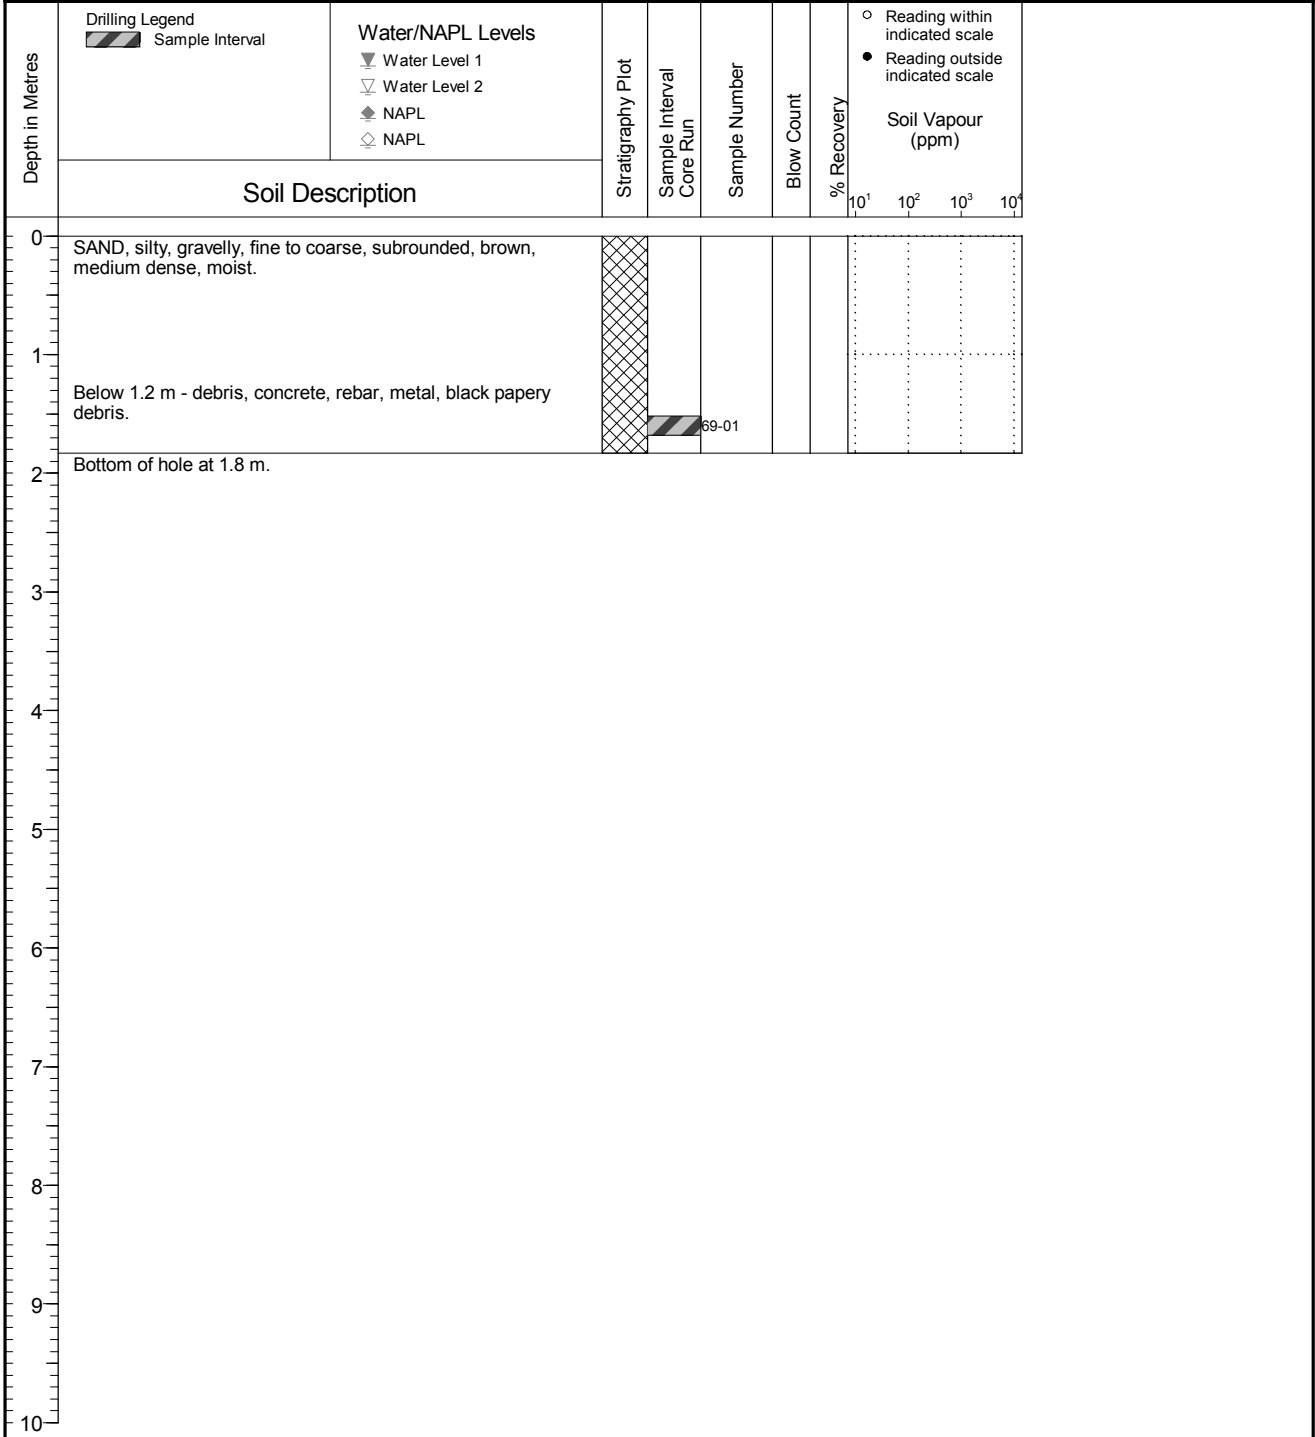 Drilling Legend
Sample Interval
Water/NAPL Levels
Water Level 1
Water Level 2
NAPL
NAPL
Depth in Metres
Soil Description
Stratigraphy Plot
Sample Interval
Core Run
Sample Number
Blow Count
% Recovery
Reading within
indicated scale
Reading outside
indicated scale
Soil Vapour
(ppm)
10¹ 10² 10³ 10⁴
0
SAND, silty, gravelly, fine to coarse, subrounded, brown,
medium dense, moist.
1
Below 1.2 m - debris, concrete, rebar, metal, black papery
debris.
69-01
Bottom of hole at 1.8 m.
2
3
4
5
6
7
8
9
10